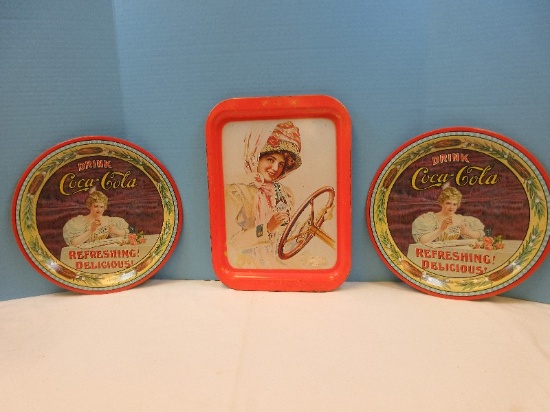 DRINK
Coca-Cola
REFRESHING!
DELICIOUS!
DRINK
Coca-Cola
REFRESHING!
DELICIOUS!